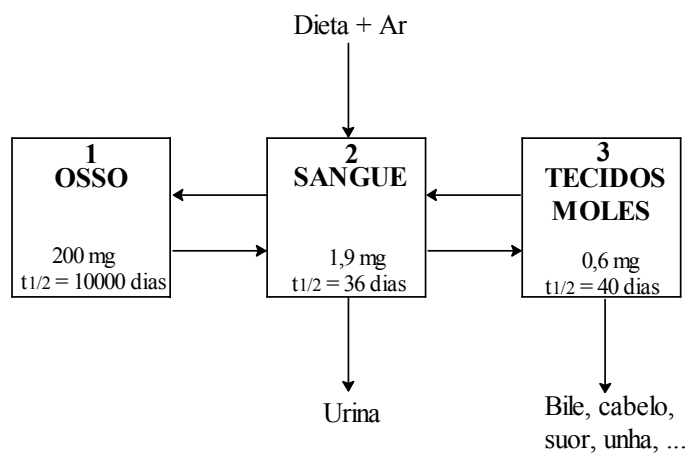 Dieta + Ar
1
OSSO
200 mg
t1/2 = 10000 dias
2
SANGUE
1,9 mg
t1/2 = 36 dias
3
TECIDOS
MOLES
0,6 mg
t1/2 = 40 dias
Urina
Bile, cabelo,
suor, unha, ...